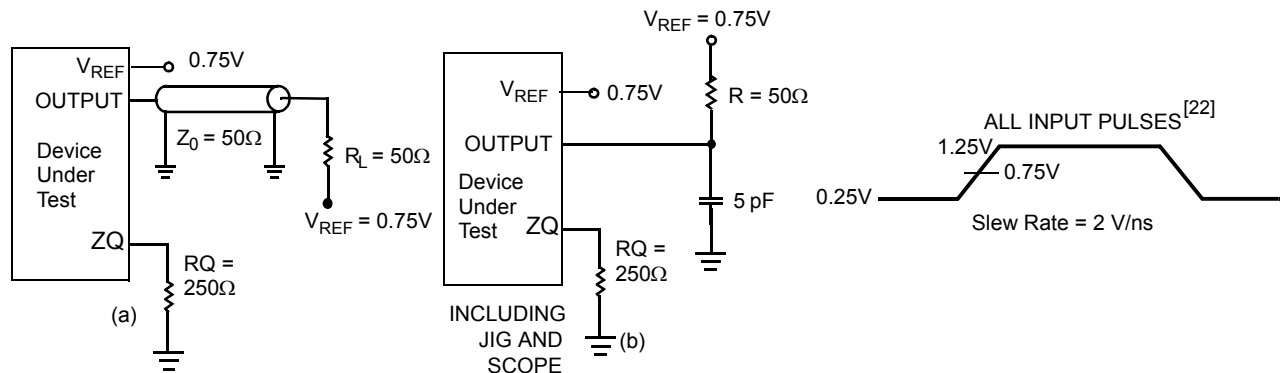 V_REF
0.75V
OUTPUT
Z_0 = 50Ω
Device
Under
Test
R_L = 50Ω
V_REF = 0.75V
ZQ
RQ =
250Ω
(a)
V_REF = 0.75V
V_REF
0.75V
R = 50Ω
OUTPUT
Device
Under
Test
5 pF
ZQ
RQ =
250Ω
INCLUDING
JIG AND
SCOPE
(b)
ALL INPUT PULSES[22]
1.25V
0.75V
0.25V
Slew Rate = 2 V/ns